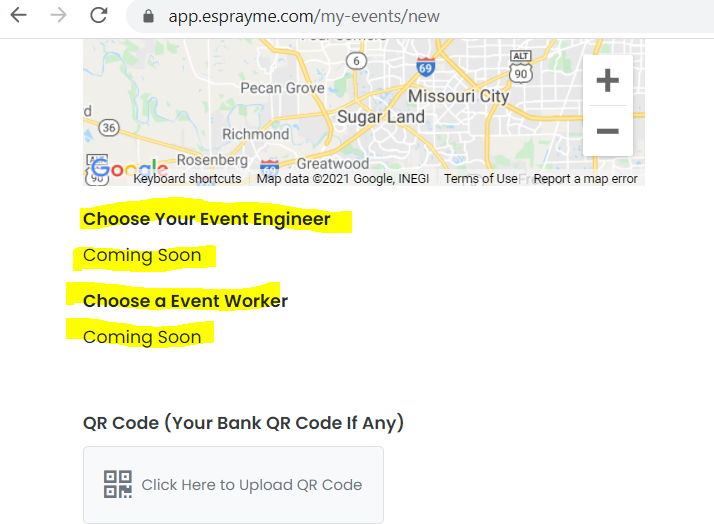 app.esprayme.com/my-events/new
6
69
ALT
90
Pecan Grove
Missouri City
Sugar Land
36
Richmond
Rosenberg
69
Greatwood
ALT
90
Google
Keyboard shortcuts Map data ©2021 Google, INEGI Terms of Use Report a map error
Choose Your Event Engineer
Coming Soon
Choose a Event Worker
Coming Soon
QR Code (Your Bank QR Code If Any)
Click Here to Upload QR Code